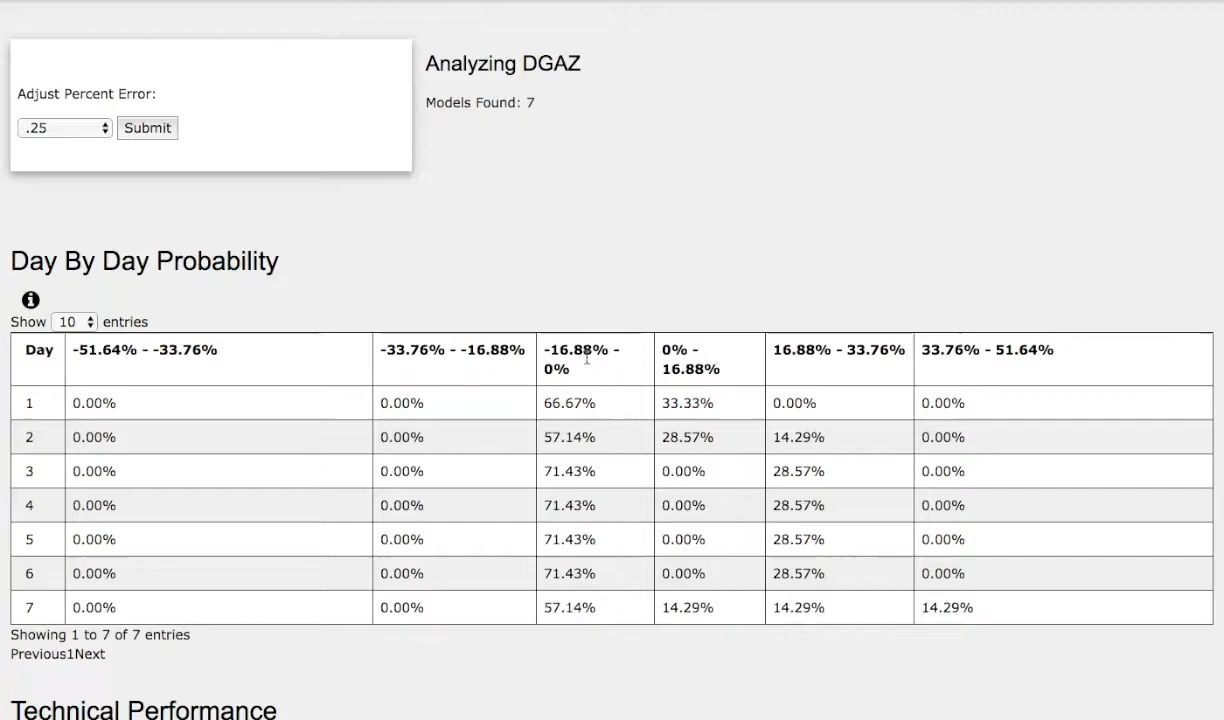 Adjust Percent Error:
.25 Submit
Analyzing DGAZ
Models Found: 7
Day By Day Probability
Show 10 entries
Day -51.64% - -33.76% -33.76% - -16.88% -16.88% - 0% 0% - 16.88% 16.88% - 33.76% 33.76% - 51.64%
1 0.00% 0.00% 66.67% 33.33% 0.00% 0.00%
2 0.00% 0.00% 57.14% 28.57% 14.29% 0.00%
3 0.00% 0.00% 71.43% 0.00% 28.57% 0.00%
4 0.00% 0.00% 71.43% 0.00% 28.57% 0.00%
5 0.00% 0.00% 71.43% 0.00% 28.57% 0.00%
6 0.00% 0.00% 71.43% 0.00% 28.57% 0.00%
7 0.00% 0.00% 57.14% 14.29% 14.29% 14.29%
Showing 1 to 7 of 7 entries
Previous1Next
Technical Performance